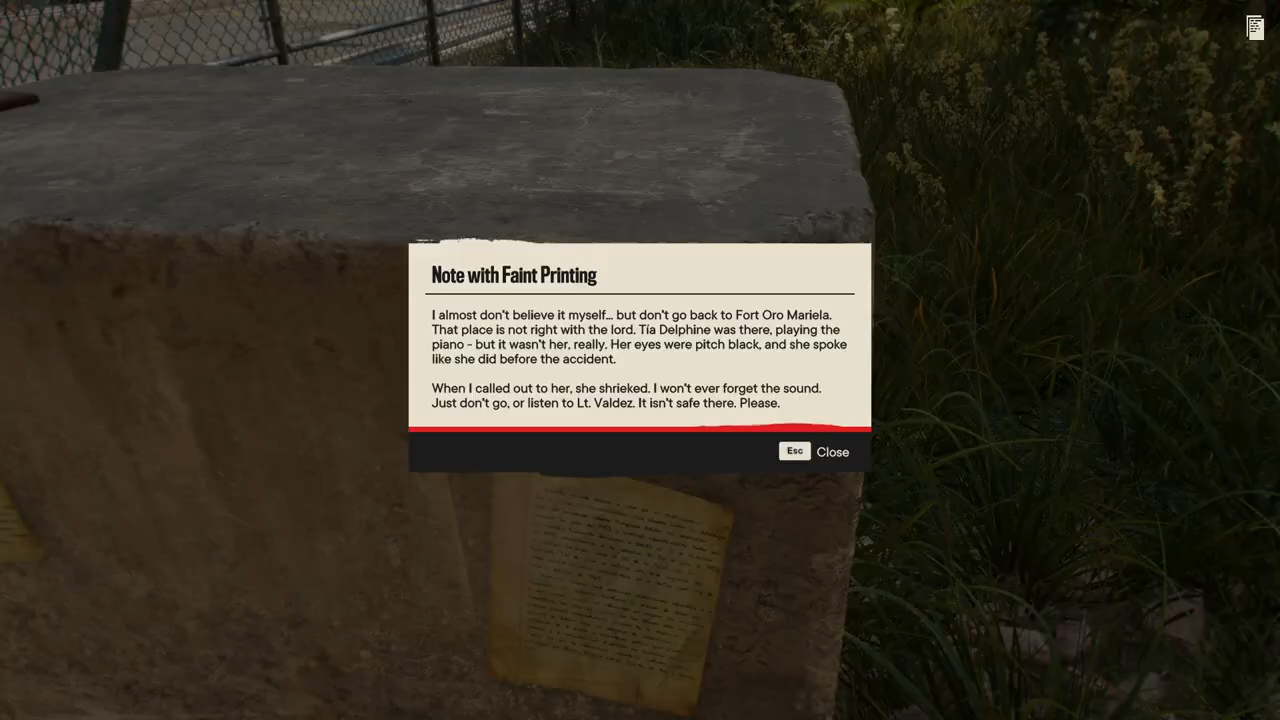 Note with Faint Printing
I almost don't believe it myself... but don't go back to Fort Oro Mariela.
That place is not right with the lord. Tía Delphine was there, playing the
piano - but it wasn't her, really. Her eyes were pitch black, and she spoke
like she did before the accident.
When I called out to her, she shrieked. I won't ever forget the sound.
Just don't go, or listen to Lt. Valdez. It isn't safe there. Please.
Esc Close